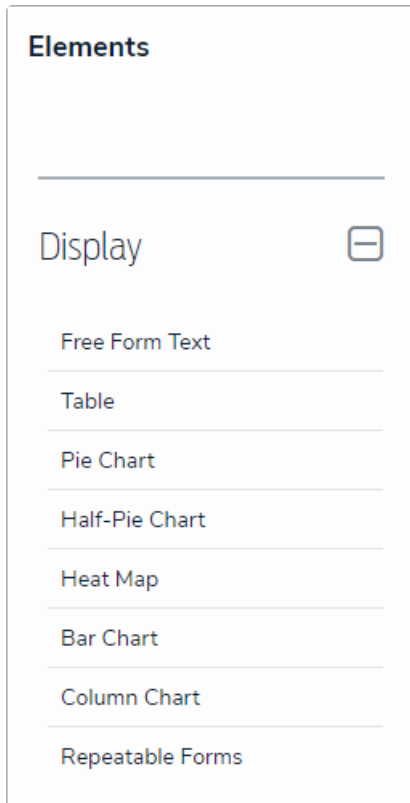 Elements
Display
Free Form Text
Table
Pie Chart
Half-Pie Chart
Heat Map
Bar Chart
Column Chart
Repeatable Forms